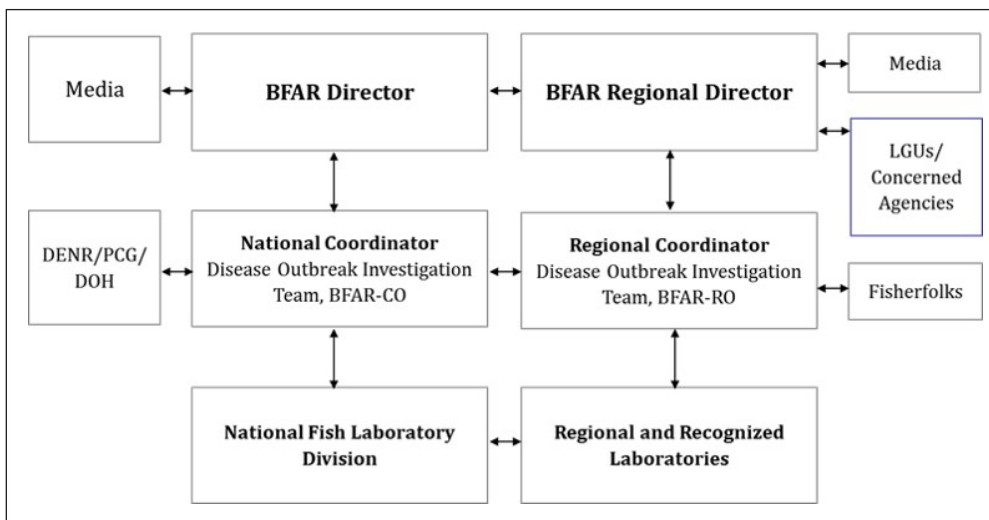 Media
BFAR Director
BFAR Regional Director
Media
LGUs/
Concerned
Agencies
DENR/PCG/
DOH
National Coordinator
Disease Outbreak Investigation
Team, BFAR-CO
Regional Coordinator
Disease Outbreak Investigation
Team, BFAR-RO
Fisherfolks
National Fish Laboratory
Division
Regional and Recognized
Laboratories